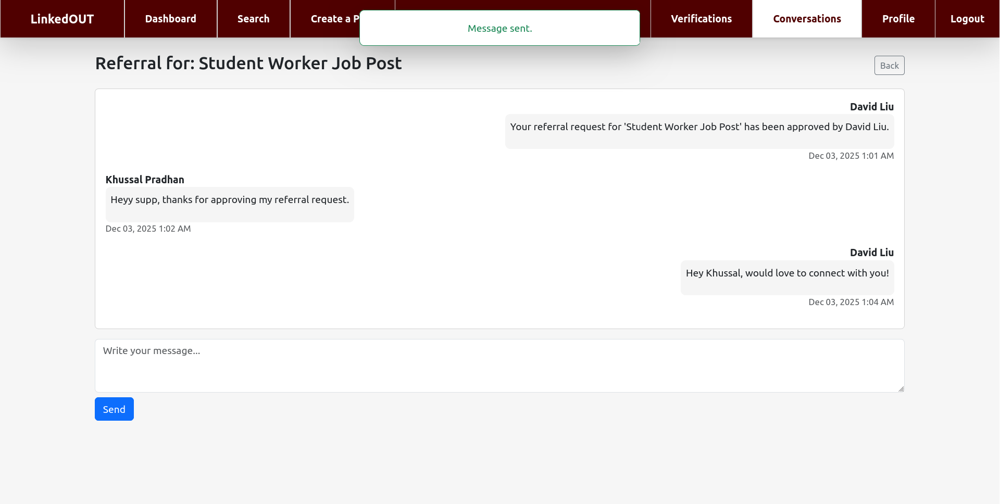 LinkedOUT
Dashboard
Search
Create a P
Verifications
Conversations
Profile
Logout
Message sent.
Referral for: Student Worker Job Post
Back
David Liu
Your referral request for 'Student Worker Job Post' has been approved by David Liu.
Dec 03, 2025 1:01 AM
Khussal Pradhan
Heyy supp, thanks for approving my referral request.
Dec 03, 2025 1:02 AM
David Liu
Hey Khussal, would love to connect with you!
Dec 03, 2025 1:04 AM
Write your message...
Send